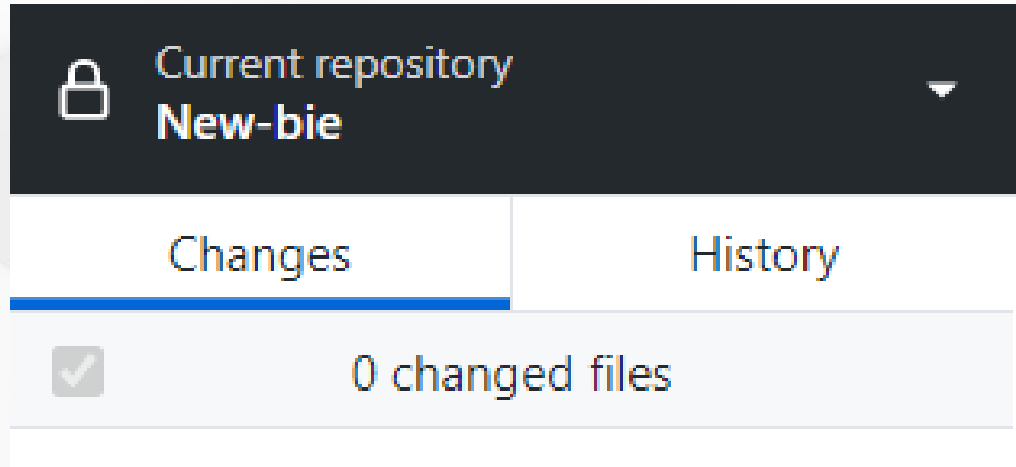 Current repository
New-bie
Changes
History
0 changed files